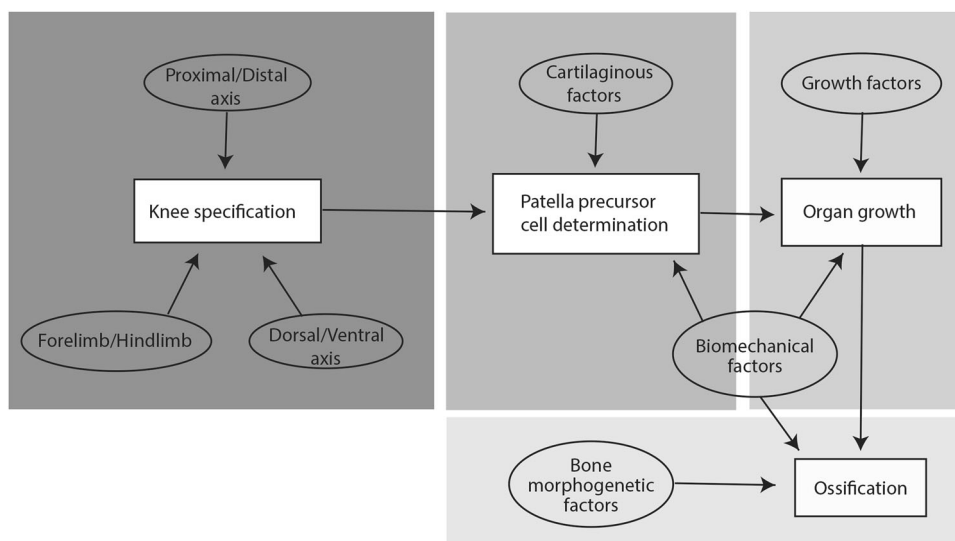 Proximal/Distal
axis
Cartilaginous
factors
Growth factors
Knee specification
Patella precursor
cell determination
Organ growth
Forelimb/Hindlimb
Dorsal/Ventral
axis
Biomechanical
factors
Bone
morphogenetic
factors
Ossification